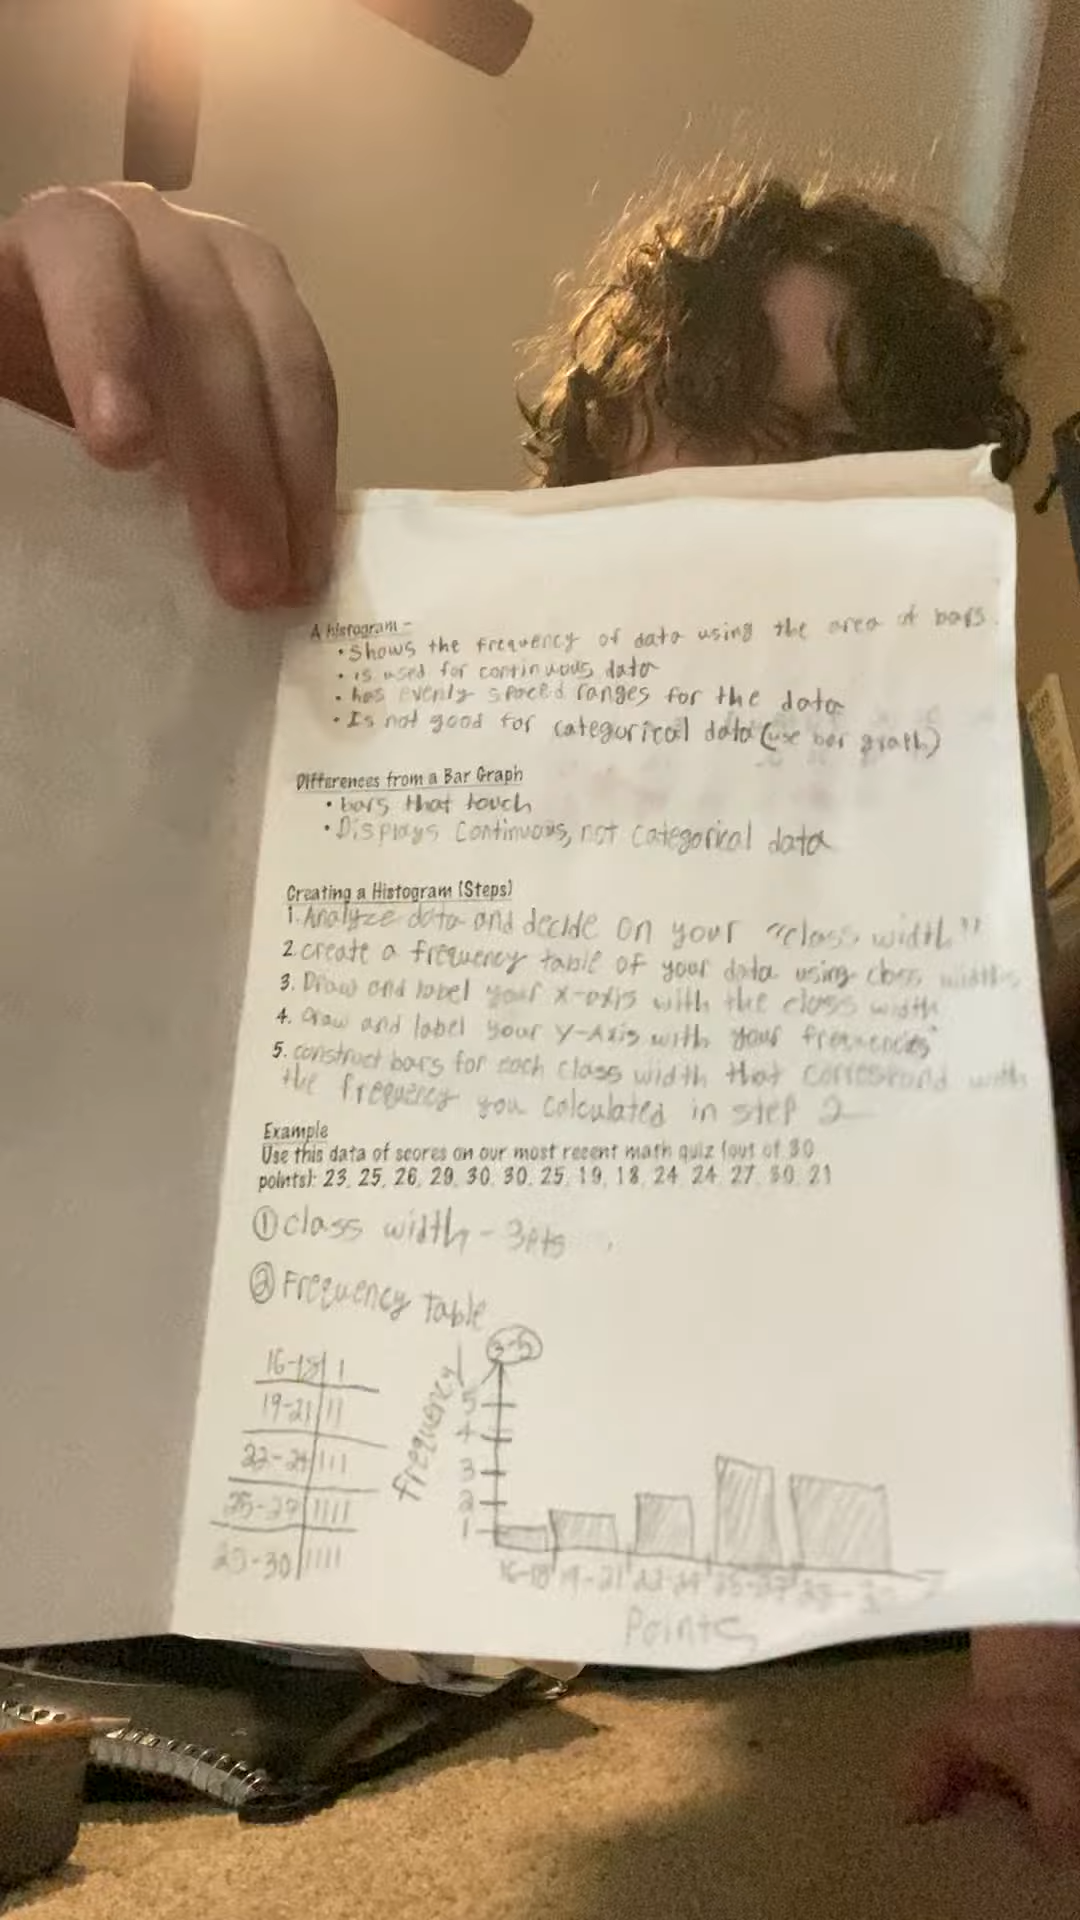 A histogram -
• Shows the frequency of data using the area of bars.
• is used for continuous data
• has evenly spaced ranges for the data
• Is not good for categorical data (use bar graph)
Differences from a Bar Graph
• bars that touch
• Displays Continuous, not categorical data
Creating a Histogram (Steps)
1. Analyze data and decide on your "class width"
2. create a frequency table of your data using class widths
3. Draw and label your x-axis with the class width
4. Draw and label your Y-Axis with your frequencies
5. construct bars for each class width that correspond with
the frequency you calculated in step 2
Example
Use this data of scores on our most recent math quiz (out of 30
points): 23, 25, 26, 29, 30, 30, 25, 19, 18, 24, 24, 27, 30, 21
① Class width - 3pts
② Frequency Table
16-18 | 1
19-21 | 11
22-24 | 111
25-27 | 1111
1111
3-5
Frequency
5
4
3
2
1
16-18 19-21 22-24 25-27
Points